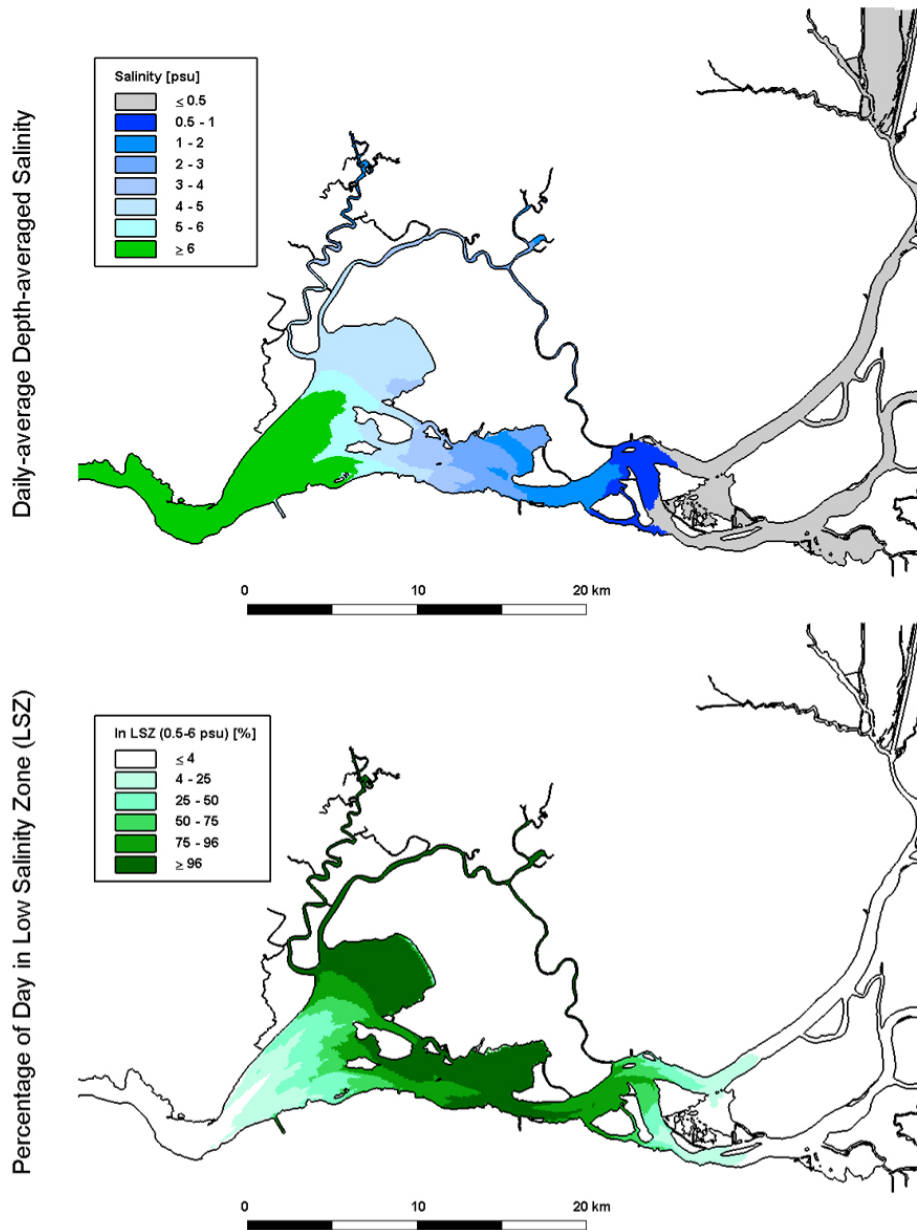 Daily-average Depth-averaged Salinity
Salinity [psu]
≤ 0.5
0.5 - 1
1 - 2
2 - 3
3 - 4
4 - 5
5 - 6
≥ 6
0 10 20 km
Percentage of Day in Low Salinity Zone (LSZ)
In LSZ (0.5-6 psu) [%]
≤ 4
4 - 25
25 - 50
50 - 75
75 - 96
≥ 96
0 10 20 km